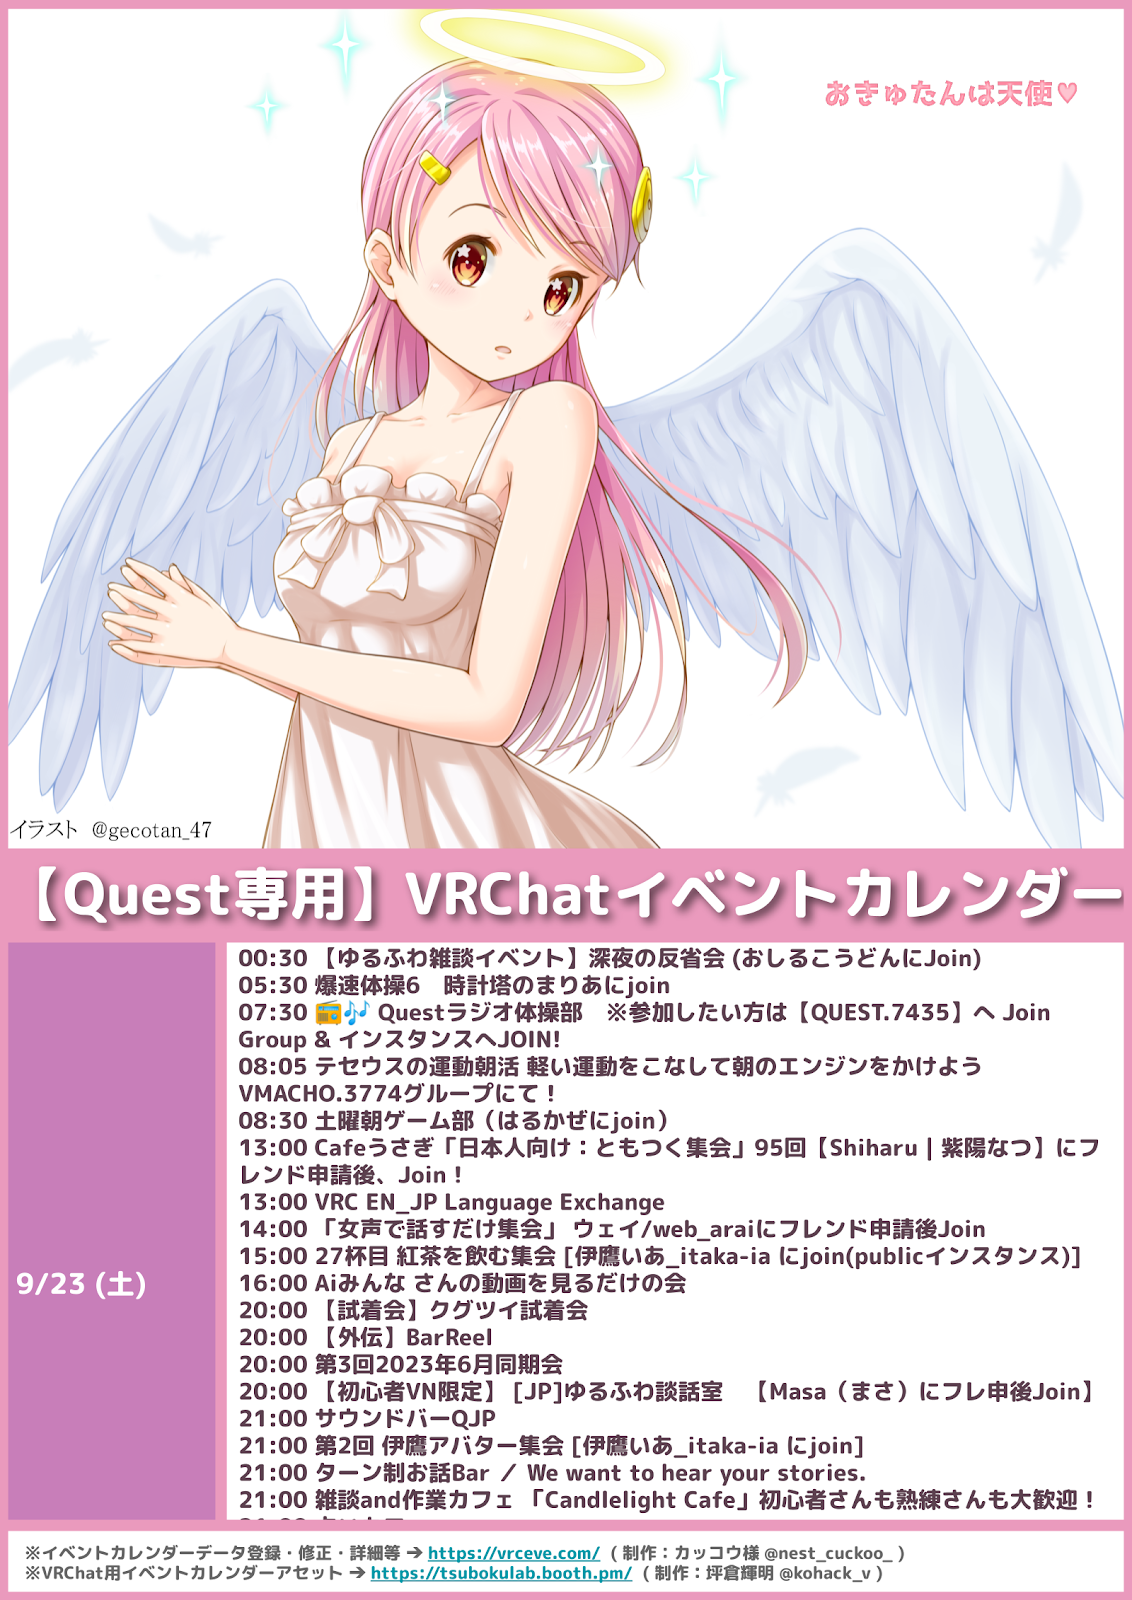 おきゅたんは天使♥
イラスト @gecotan_47
【Quest専用】VRChatイベントカレンダー
9/23 (土)
00:30 【ゆるふわ雑談イベント】深夜の反省会 (おしるこうどんにJoin)
05:30 爆速体操6　時計塔のまりあにjoin
07:30 📻🎶 Questラジオ体操部　※参加したい方は【QUEST.7435】へ Join
Group & インスタンスへJOIN!
08:05 テセウスの運動朝活 軽い運動をこなして朝のエンジンをかけよう
VMACHO.3774グループにて！
08:30 土曜朝ゲーム部（はるかぜにjoin）
13:00 Cafeうさぎ「日本人向け：ともつく集会」95回【Shiharu | 紫陽なつ】にフ
レンド申請後、Join！
13:00 VRC EN_JP Language Exchange
14:00 「女声で話すだけ集会」 ウェイ/web_araiにフレンド申請後Join
15:00 27杯目 紅茶を飲む集会 [伊鷹いあ_itaka-ia にjoin(publicインスタンス)]
16:00 Aiみんな さんの動画を見るだけの会
20:00 【試着会】クグツイ試着会
20:00 【外伝】BarReel
20:00 第3回2023年6月同期会
20:00 【初心者VN限定】 [JP]ゆるふわ談話室　【Masa（まさ）にフレ申後Join】
21:00 サウンドバーQJP
21:00 第2回 伊鷹アバター集会 [伊鷹いあ_itaka-ia にjoin]
21:00 ターン制お話Bar ／ We want to hear your stories.
21:00 雑談and作業カフェ 「Candlelight Cafe」初心者さんも熟練さんも大歓迎！
※イベントカレンダーデータ登録・修正・詳細等 ➔ https://vrceve.com/ ( 制作：カッコウ様 @nest_cuckoo_ )
※VRChat用イベントカレンダーアセット ➔ https://tsubokulab.booth.pm/ ( 制作：坪倉輝明 @kohack_v )